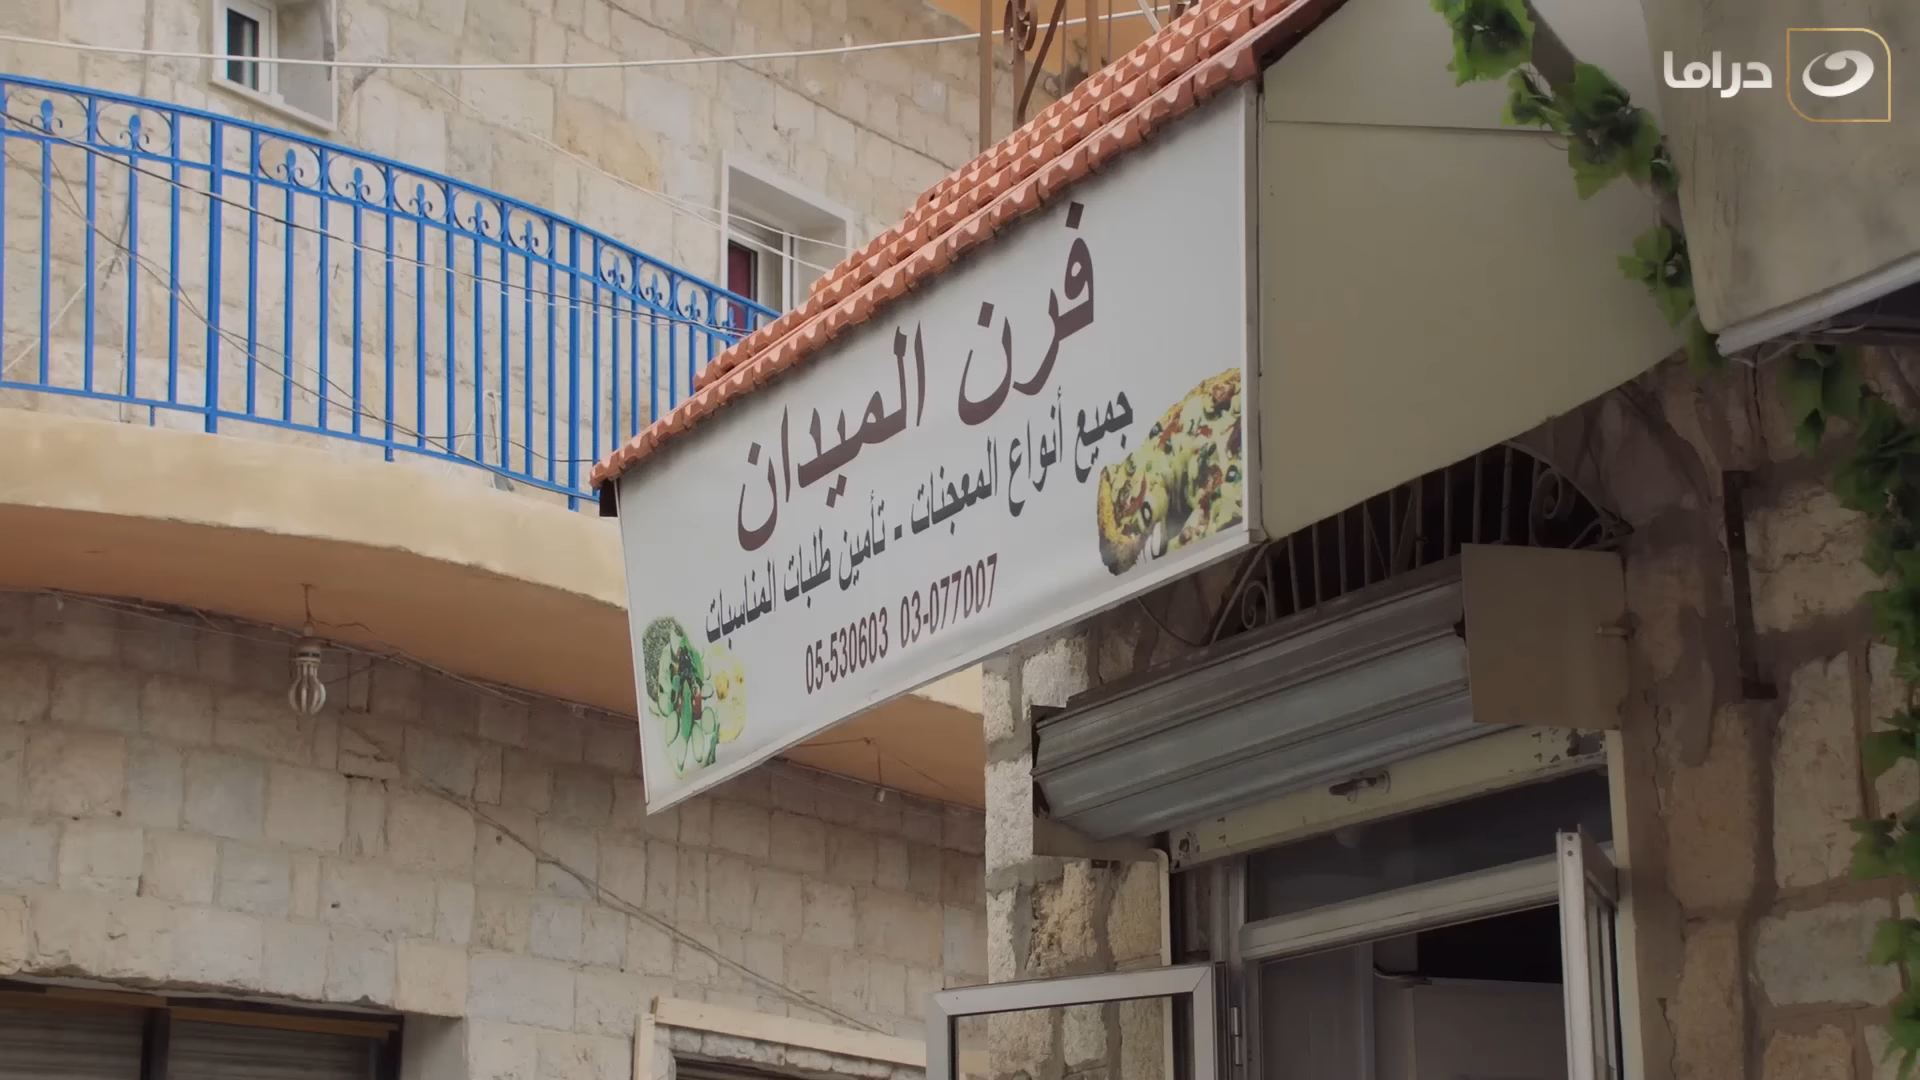 دراما
فرن الميدان
جميع أنواع المعجنات - تأمين طلبات المناسبات
05-530603 03-077007